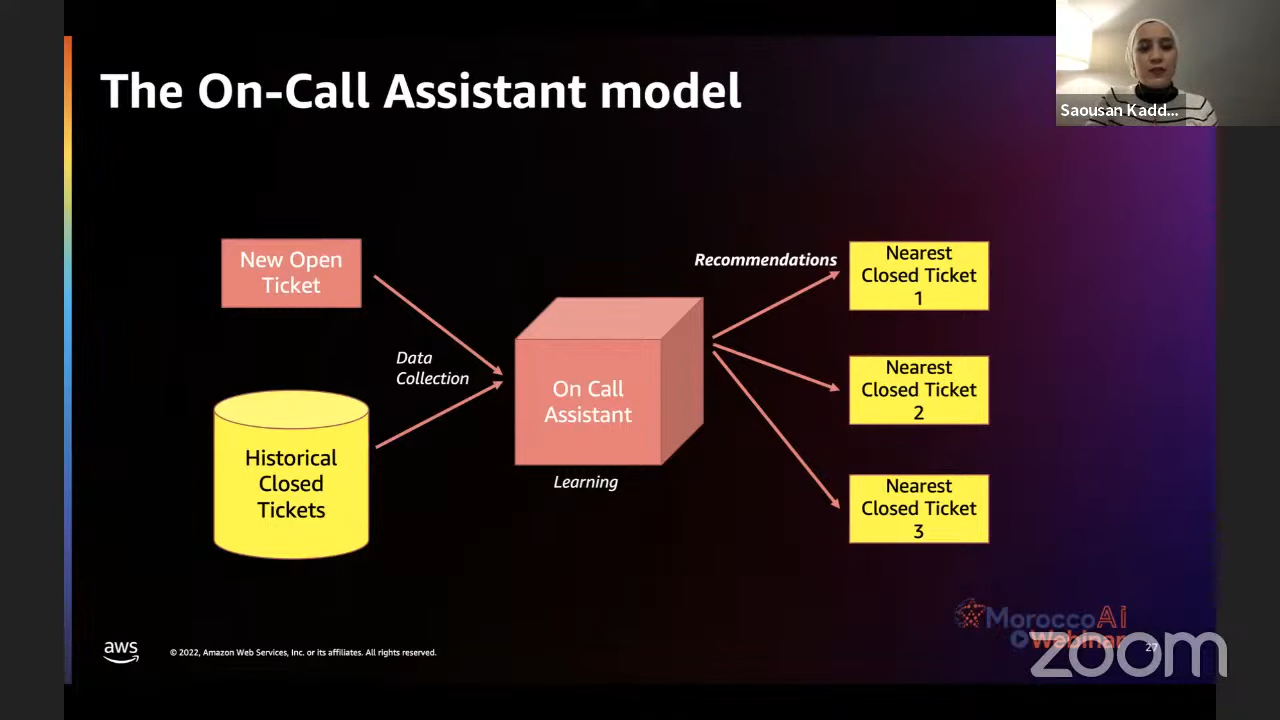 The On-Call Assistant model
Saousan Kadd...
New Open
Ticket
Data
Collection
Historical
Closed
Tickets
On Call
Assistant
Learning
Recommendations
Nearest
Closed Ticket
1
Nearest
Closed Ticket
2
Nearest
Closed Ticket
3
aws
© 2022, Amazon Web Services, Inc. or its affiliates. All rights reserved.
MoroccoAi
Webinar
27
zoom